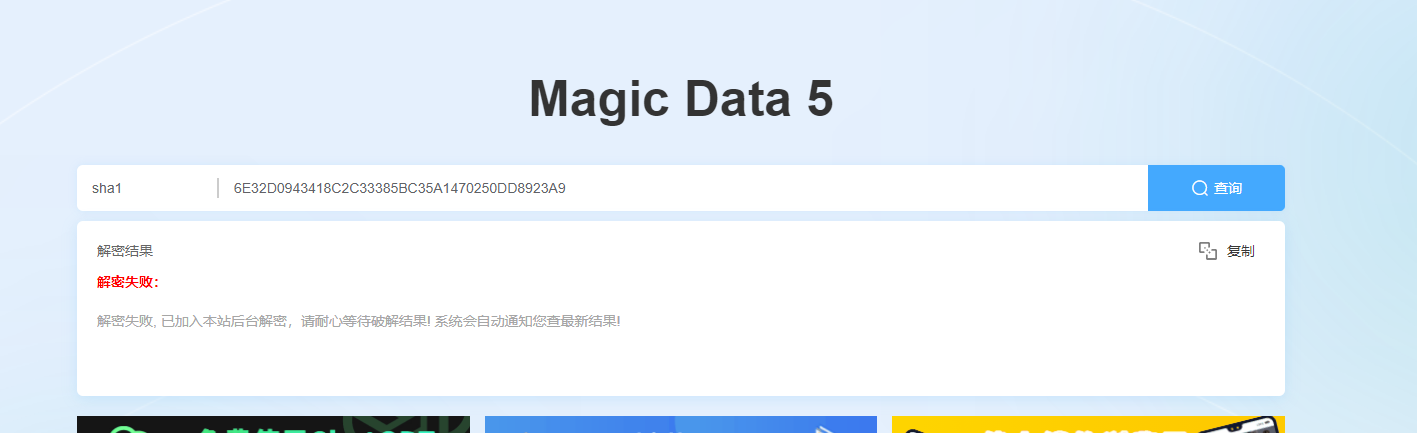 Magic Data 5
sha1
6E32D0943418C2C33385BC35A1470250DD8923A9
查询
解密结果
复制
解密失败:
解密失败, 已加入本站后台解密，请耐心等待破解结果! 系统会自动通知您查最新结果!